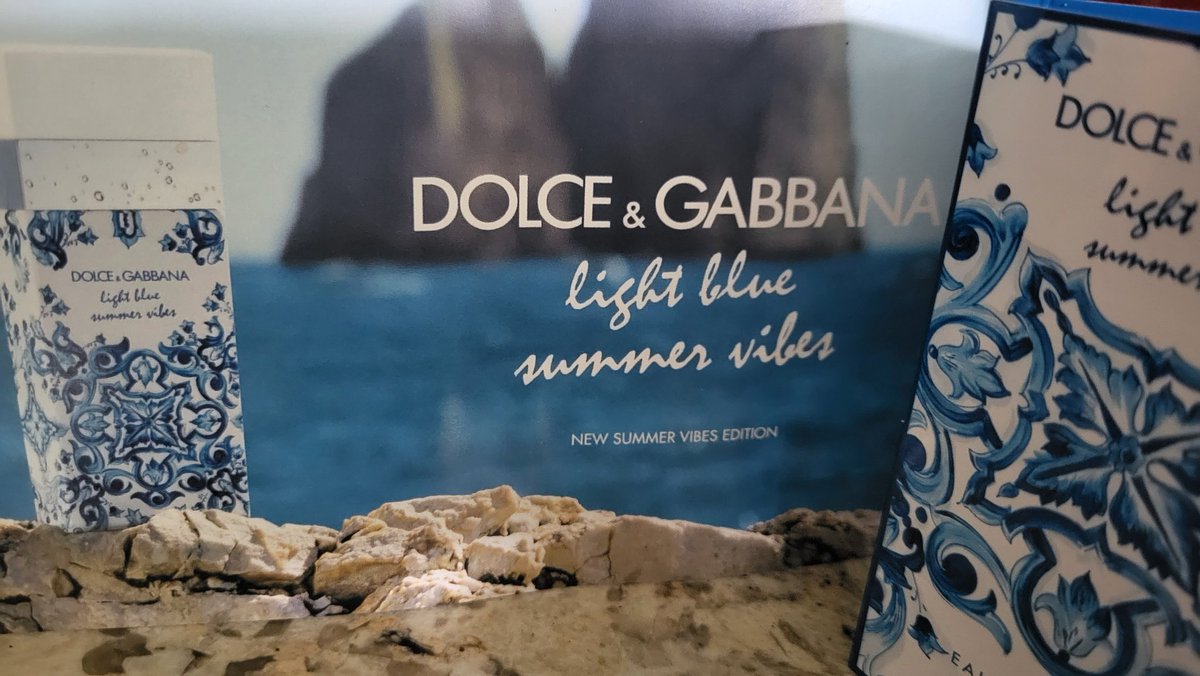 DOLCE & GABBANA
light blue
summer vibes
NEW SUMMER VIBES EDITION
DOLCE & GABBANA
light blue
summer vibes
DOLCE &
light
summer
EAU